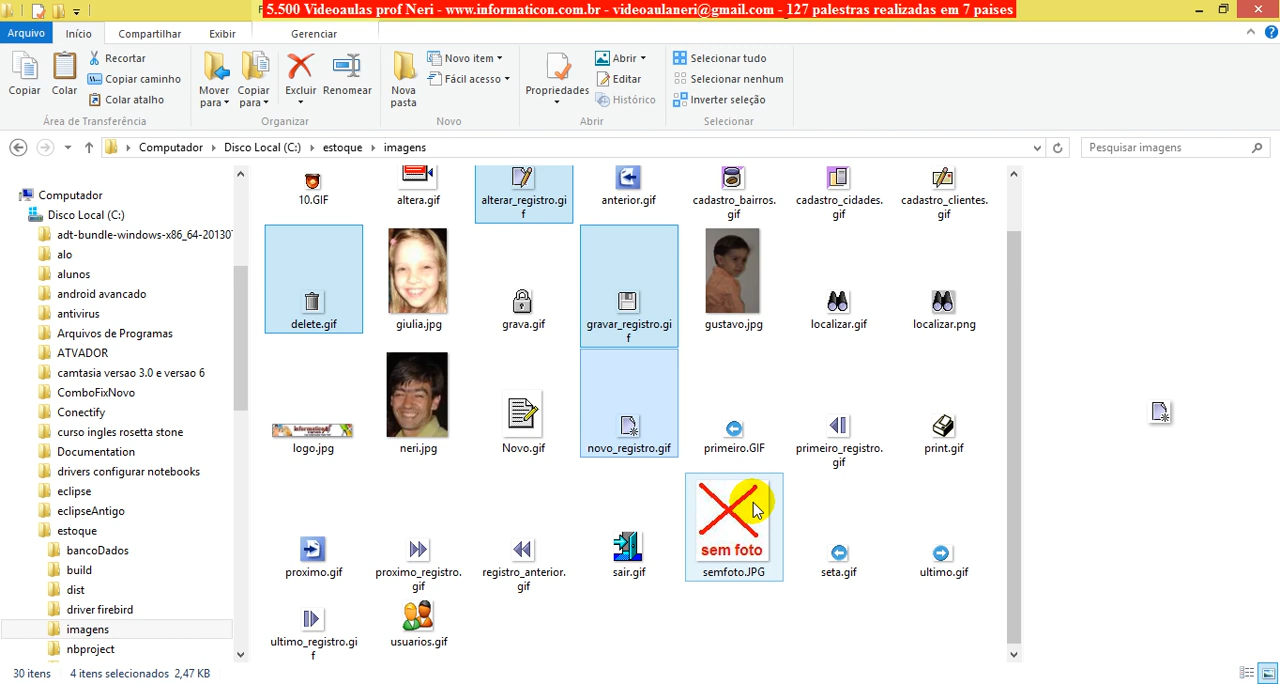 5.500 Videoaulas prof Neri - www.informaticon.com.br - videoaulaneri@gmail.com - 127 palestras realizadas em 7 paises
Arquivo
Início
Compartilhar
Exibir
Gerenciar
Copiar
Colar
Recortar
Copiar caminho
Colar atalho
Área de Transferência
Mover para
Copiar para
Excluir
Renomear
Organizar
Nova pasta
Novo item
Fácil acesso
Novo
Propriedades
Abrir
Editar
Histórico
Abrir
Selecionar tudo
Selecionar nenhum
Inverter seleção
Selecionar
Computador
Disco Local (C:)
estoque
imagens
Pesquisar imagens
Computador
Disco Local (C:)
adt-bundle-windows-x86_64-20130
alo
alunos
android avancado
antivirus
Arquivos de Programas
ATVADOR
camtasia versao 3.0 e versao 6
ComboFixNovo
Conectify
curso ingles rosetta stone
Documentation
drivers configurar notebooks
eclipse
eclipseAntigo
estoque
bancoDados
build
dist
driver firebird
imagens
nbproject
10.GIF
altera.gif
alterar_registro.gi
f
anterior.gif
cadastro_bairros.
gif
cadastro_cidades.
gif
cadastro_clientes.
gif
delete.gif
giulia.jpg
grava.gif
gravar_registro.gi
f
gustavo.jpg
localizar.gif
localizar.png
informaticon
logo.jpg
neri.jpg
Novo.gif
novo_registro.gif
primeiro.GIF
primeiro_registro.
gif
print.gif
proximo.gif
proximo_registro.
gif
registro_anterior.
gif
sair.gif
sem foto
semfoto.JPG
seta.gif
ultimo.gif
ultimo_registro.gi
f
usuarios.gif
30 itens
4 itens selecionados 2,47 KB